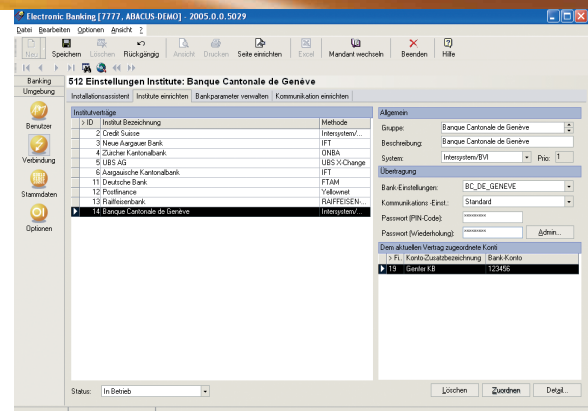 Electronic Banking [7777, ABACUS-DEMO] - 2005.0.0.5029
Datei Bearbeiten Optionen Ansicht ?
Neu Speichern Löschen Rückgängig Ansicht Drucken Seite einrichten Excel Mandant wechseln Beenden Hilfe
Banking
Umgebung
Benutzer
Verbindung
Stammdaten
Optionen
512 Einstellungen Institute: Banque Cantonale de Genève
Installationsassistent Institute einrichten Bankparameter verwalten Kommunikation einrichten
Institutverträge
> ID Institut Bezeichnung Methode
2 Credit Suisse Intersystem/...
3 Neue Aargauer Bank IFT
4 Zürcher Kantonalbank ONBA
5 UBS AG UBS X-Change
6 Aargauische Kantonalbank IFT
11 Deutsche Bank FTAM
12 Postfinance Yellownet
13 Raiffeisenbank RAIFFEISEN-...
14 Banque Cantonale de Genève Intersystem/...
Status: In Betrieb
Allgemein
Gruppe: Banque Cantonale de Genève
Beschreibung: Banque Cantonale de Genève
System: Intersystem/BVI Prio: 1
Übertragung
Bank-Einstellungen: BC_DE_GENEVE
Kommunikations -Einst.: Standard
Passwort (PIN-Code): 
Passwort (Wiederholung): Admin...
Dem aktuellen Vertrag zugeordnete Konti
> Fi.. Konto-Zusatzbezeichnung Bank-Konto
19 Genfer KB 123456
Löschen Zuordnen Detail...